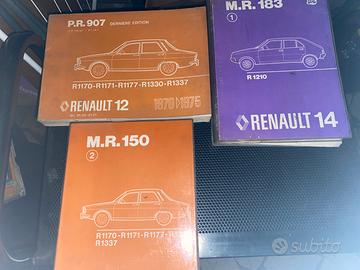 P.R. 907 DERNIERE EDITION
R1170-R1171-R1177-R1330-R1337
RENAULT 12
1970 1975
M.R. 183
1
R1210
RENAULT 14
M.R. 150
2
R1170-R1171-R1177-
R1337
subito